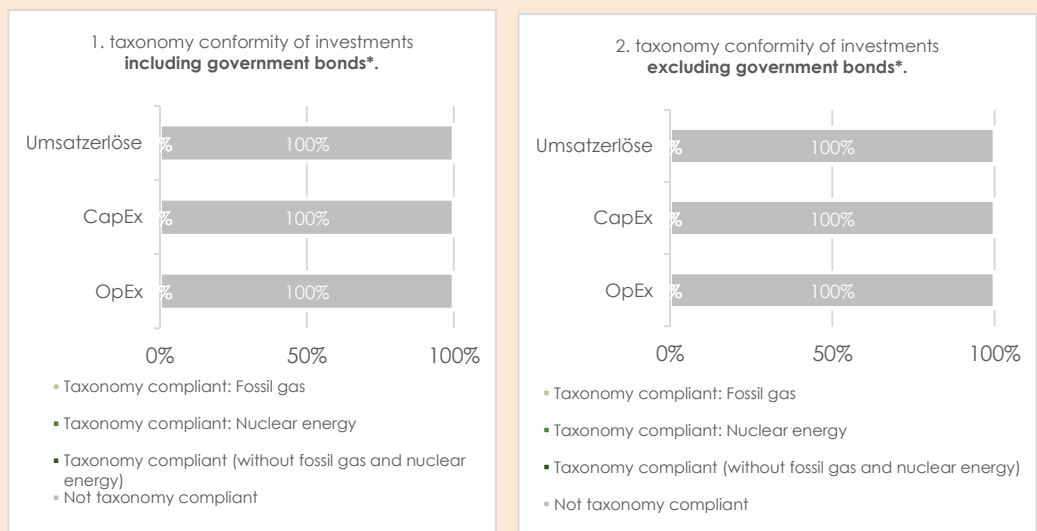 1. taxonomy conformity of investments
including government bonds*.
Umsatzerlöse
%
100%
CapEx
%
100%
OpEx
%
100%
0%
50%
100%
Taxonomy compliant: Fossil gas
Taxonomy compliant: Nuclear energy
Taxonomy compliant (without fossil gas and nuclear
energy)
Not taxonomy compliant
2. taxonomy conformity of investments
excluding government bonds*.
Umsatzerlöse
%
100%
CapEx
%
100%
OpEx
%
100%
0%
50%
100%
Taxonomy compliant: Fossil gas
Taxonomy compliant: Nuclear energy
Taxonomy compliant (without fossil gas and nuclear energy)
Not taxonomy compliant